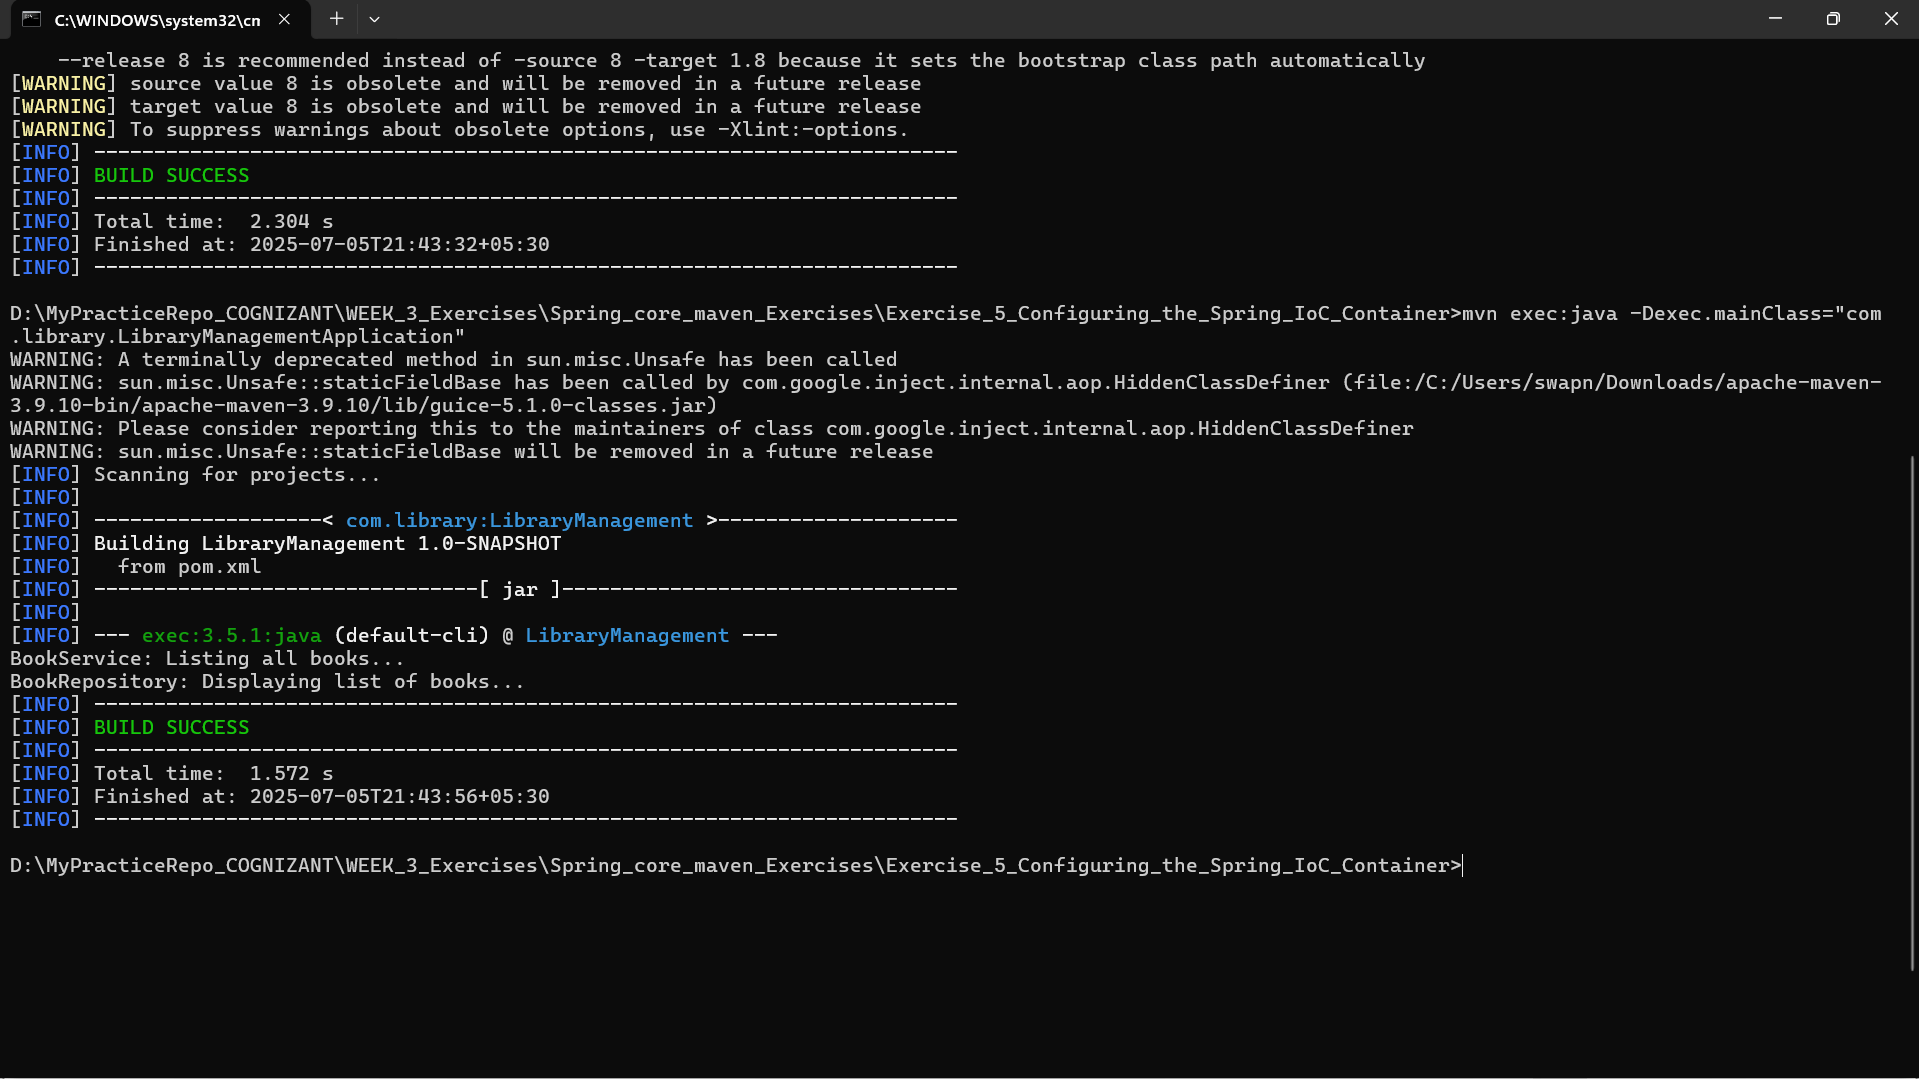 C:\WINDOWS\system32\cn
--release 8 is recommended instead of -source 8 -target 1.8 because it sets the bootstrap class path automatically
[WARNING] source value 8 is obsolete and will be removed in a future release
[WARNING] target value 8 is obsolete and will be removed in a future release
[WARNING] To suppress warnings about obsolete options, use -Xlint:-options.
[INFO] ------------------------------------------------------------------------
[INFO] BUILD SUCCESS
[INFO] ------------------------------------------------------------------------
[INFO] Total time:  2.304 s
[INFO] Finished at: 2025-07-05T21:43:32+05:30
[INFO] ------------------------------------------------------------------------
D:\MyPracticeRepo_COGNIZANT\WEEK_3_Exercises\Spring_core_maven_Exercises\Exercise_5_Configuring_the_Spring_IoC_Container>mvn exec:java -Dexec.mainClass="com
.library.LibraryManagementApplication"
WARNING: A terminally deprecated method in sun.misc.Unsafe has been called
WARNING: sun.misc.Unsafe::staticFieldBase has been called by com.google.inject.internal.aop.HiddenClassDefiner (file:/C:/Users/swapn/Downloads/apache-maven-
3.9.10-bin/apache-maven-3.9.10/lib/guice-5.1.0-classes.jar)
WARNING: Please consider reporting this to the maintainers of class com.google.inject.internal.aop.HiddenClassDefiner
WARNING: sun.misc.Unsafe::staticFieldBase will be removed in a future release
[INFO] Scanning for projects...
[INFO]
[INFO] -------------------< com.library:LibraryManagement >--------------------
[INFO] Building LibraryManagement 1.0-SNAPSHOT
[INFO]   from pom.xml
[INFO] --------------------------------[ jar ]---------------------------------
[INFO]
[INFO] --- exec:3.5.1:java (default-cli) @ LibraryManagement ---
BookService: Listing all books...
BookRepository: Displaying list of books...
[INFO] ------------------------------------------------------------------------
[INFO] BUILD SUCCESS
[INFO] ------------------------------------------------------------------------
[INFO] Total time:  1.572 s
[INFO] Finished at: 2025-07-05T21:43:56+05:30
[INFO] ------------------------------------------------------------------------
D:\MyPracticeRepo_COGNIZANT\WEEK_3_Exercises\Spring_core_maven_Exercises\Exercise_5_Configuring_the_Spring_IoC_Container>